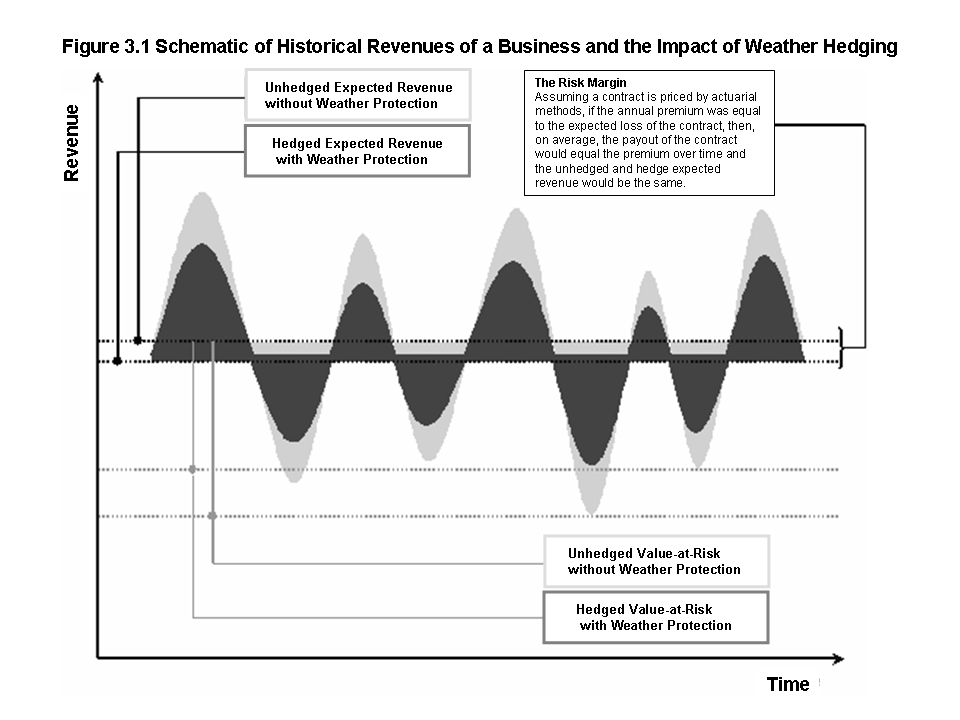 Figure 3.1 Schematic of Historical Revenues of a Business and the Impact of Weather Hedging
Unhedged Expected Revenue
without Weather Protection
Hedged Expected Revenue
with Weather Protection
The Risk Margin
Assuming a contract is priced by actuarial
methods, if the annual premium was equal
to the expected loss of the contract, then,
on average, the payout of the contract
would equal the premium over time and
the unhedged and hedge expected
revenue would be the same.
Revenue
Unhedged Value-at-Risk
without Weather Protection
Hedged Value-at-Risk
with Weather Protection
Time